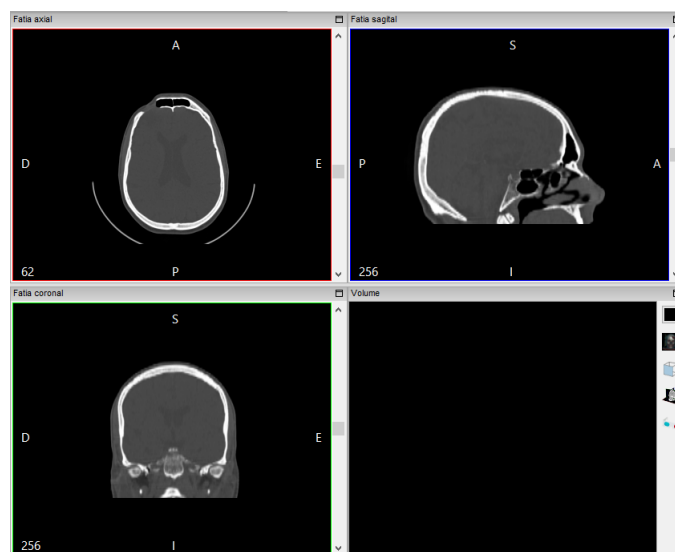 Fatia axial
A
D
E
62
P
Fatia sagital
S
P
A
256
I
Fatia coronal
S
D
E
256
I
Volume